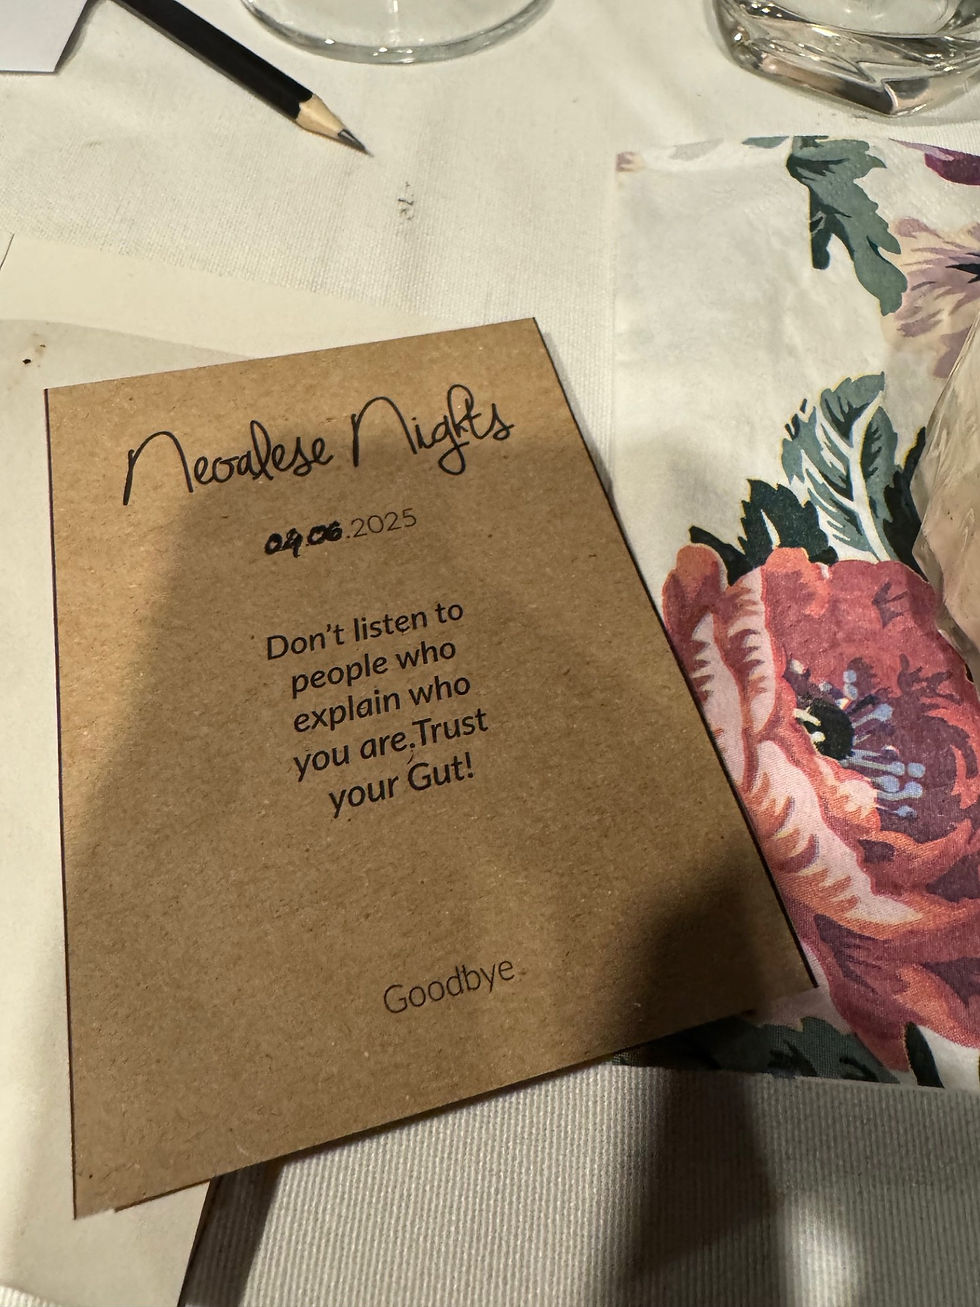 Neoalese Nights
04.06.2025
Don't listen to
people who
explain who
you are.Trust
your Gut!
Goodbye